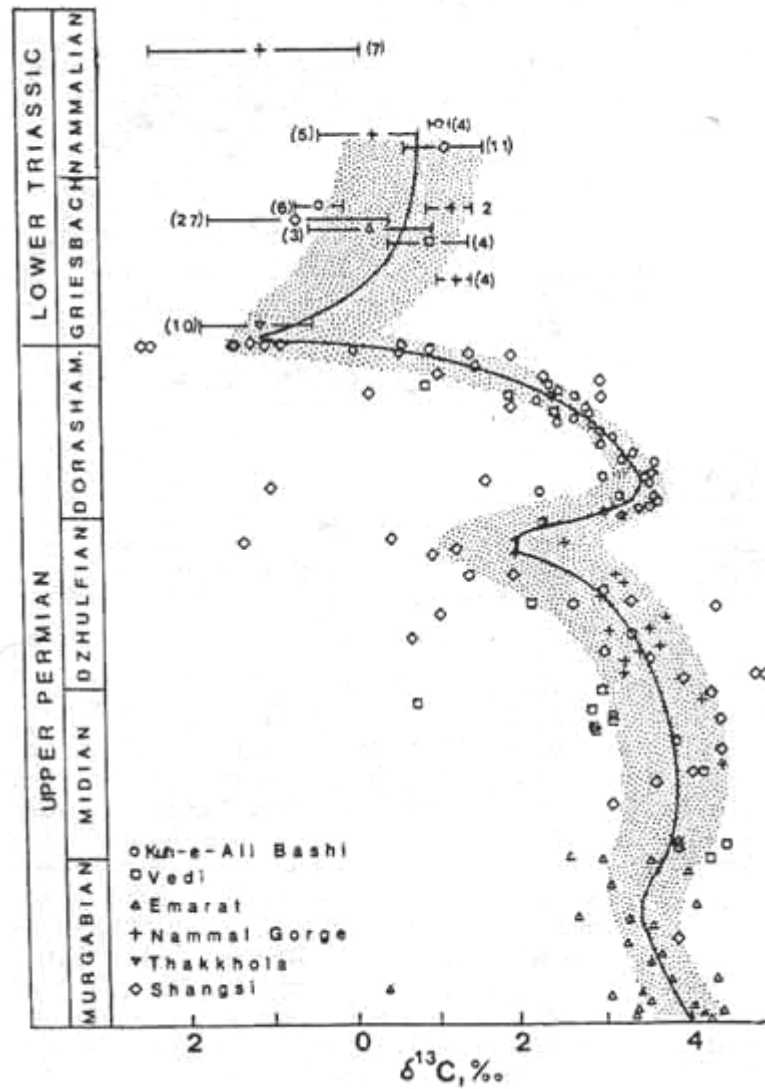 LOWER TRIASSIC
UPPER PERMIAN
NAMMALIAN
GRIESBACH
DORASHAM.
DZHULFIAN
MIDIAN
MURGABIAN
(7)
(4)
(5)
(11)
(6)
2
(27)
(3)
(4)
(4)
(10)
Kuh-e-Ali Bashi
Vedi
Emarat
Nammal Gorge
Thakkhola
Shangsi
2 0 2 4
δ¹³C,‰